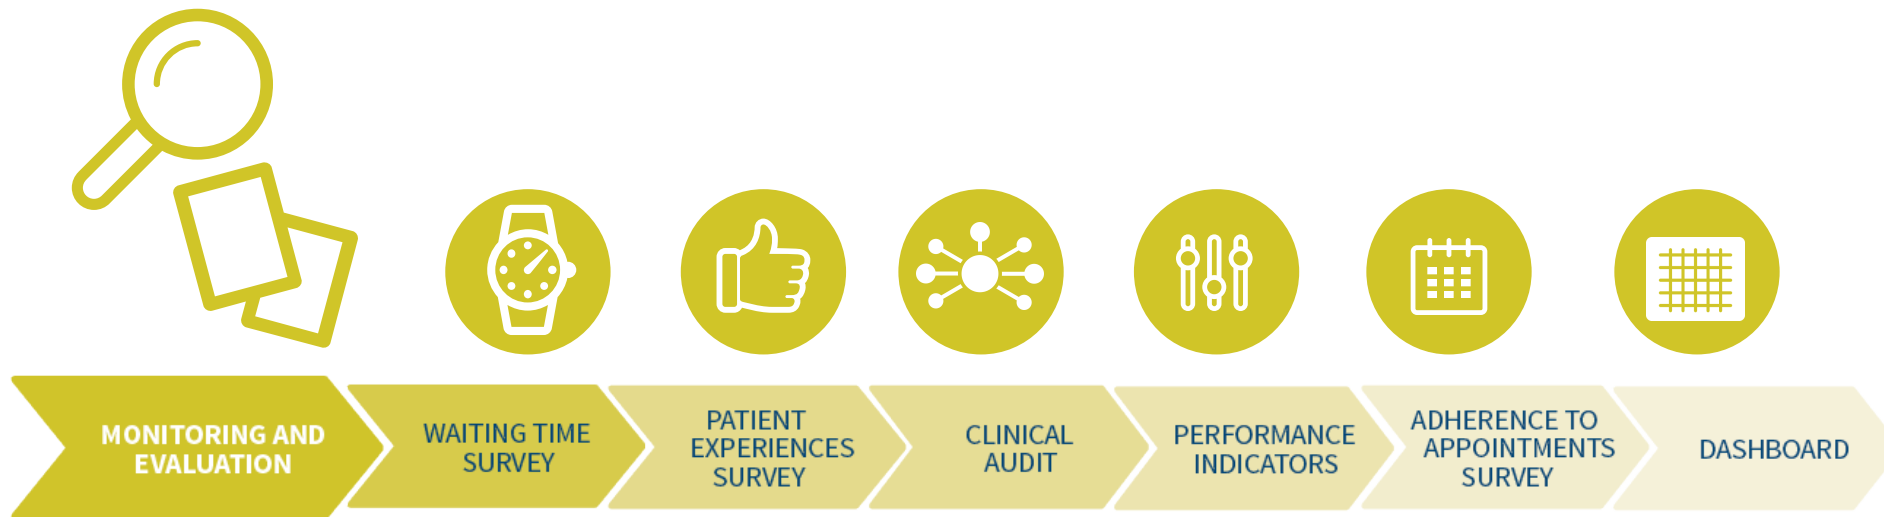 MONITORING AND
EVALUATION
WAITING TIME
SURVEY
PATIENT
EXPERIENCES
SURVEY
CLINICAL
AUDIT
PERFORMANCE
INDICATORS
ADHERENCE TO
APPOINTMENTS
SURVEY
DASHBOARD